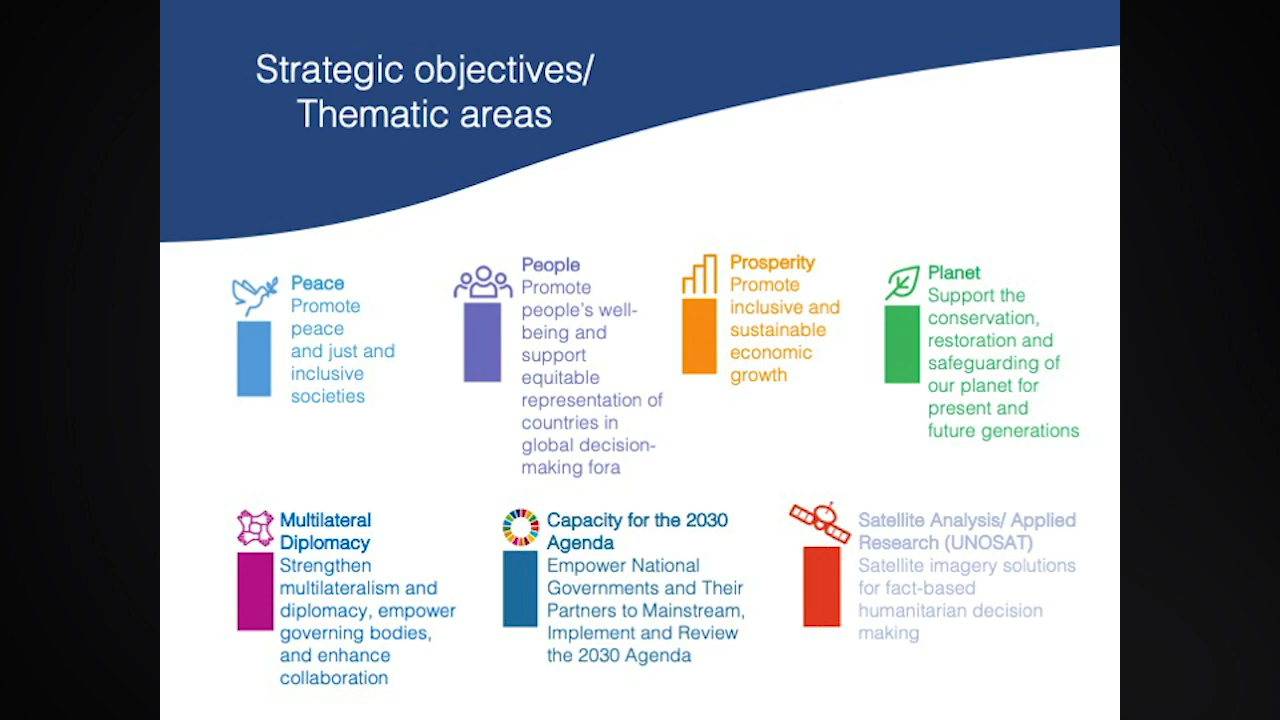 Strategic objectives/
Thematic areas
Peace
Promote
peace
and just and
inclusive
societies
People
Promote
people's well-
being and
support
equitable
representation of
countries in
global decision-
making fora
Prosperity
Promote
inclusive and
sustainable
economic
growth
Planet
Support the
conservation,
restoration and
safeguarding of
our planet for
present and
future generations
Multilateral
Diplomacy
Strengthen
multilateralism and
diplomacy, empower
governing bodies,
and enhance
collaboration
Capacity for the 2030
Agenda
Empower National
Governments and Their
Partners to Mainstream,
Implement and Review
the 2030 Agenda
Satellite Analysis/ Applied
Research (UNOSAT)
Satellite imagery solutions
for fact-based
humanitarian decision
making